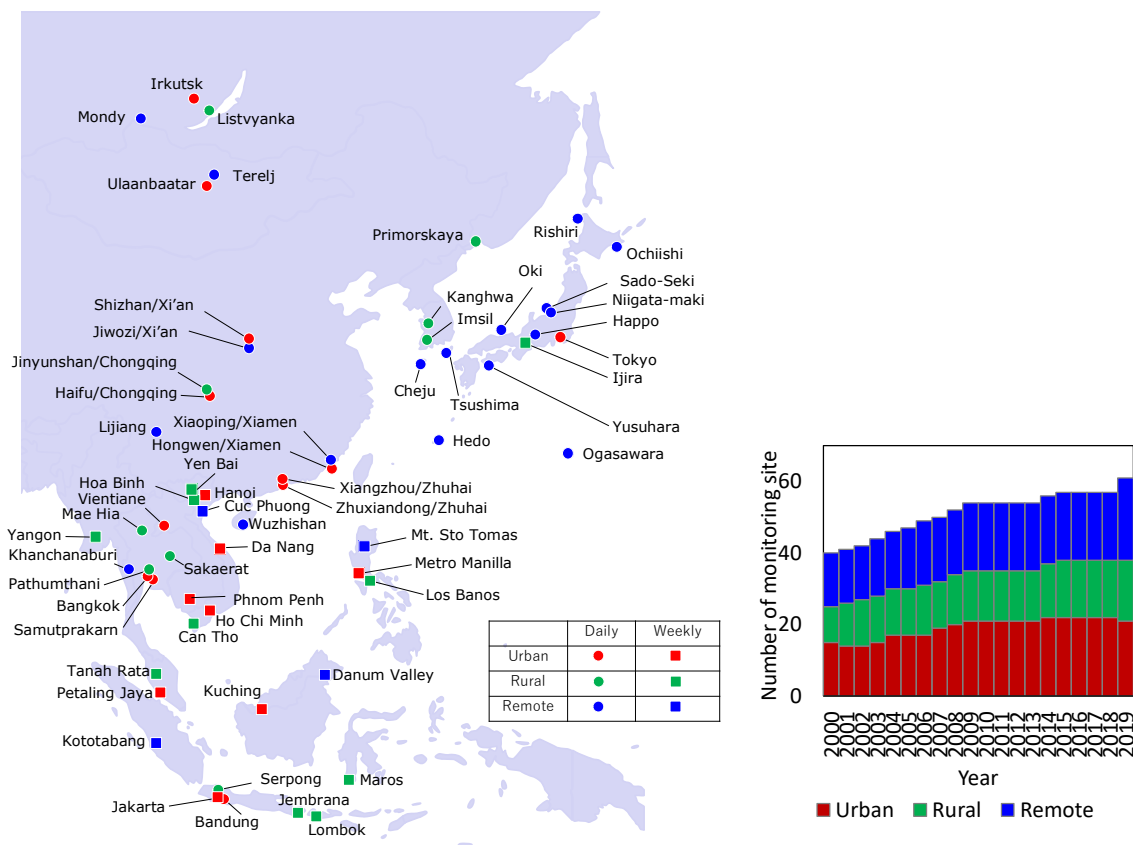 Irkutsk
Mondy
Listvyanka
Terelj
Ulaanbaatar
Primorskaya
Rishiri
Ochiishi
Oki
Sado-Seki
Niigata-maki
Happo
Kanghwa
Imsil
Shizhan/Xi'an
Jiwozi/Xi'an
Tokyo
Ijira
Jinyunshan/Chongqing
Haifu/Chongqing
Cheju
Tsushima
Yusuhara
Lijiang
Xiaoping/Xiamen
Hongwen/Xiamen
Hedo
Ogasawara
Yen Bai
Hoa Binh
Vientiane
Mae Hia
Hanoi
Cuc Phuong
Xiangzhou/Zhuhai
Zhuxiandong/Zhuhai
Wuzhishan
Yangon
Khanchanaburi
Da Nang
Mt. Sto Tomas
Metro Manilla
Sakaerat
Pathumthani
Bangkok
Samutprakarn
Phnom Penh
Ho Chi Minh
Can Tho
Los Banos
Tanah Rata
Petaling Jaya
Kuching
Danum Valley
Kototabang
Serpong
Maros
Jakarta
Jembrana
Bandung
Lombok
Daily Weekly
Urban
Rural
Remote
Number of monitoring site
60
40
20
0
2000 2001 2002 2003 2004 2005 2006 2007 2008 2009 2010 2011 2012 2013 2014 2015 2016 2017 2018 2019
Year
Urban Rural Remote